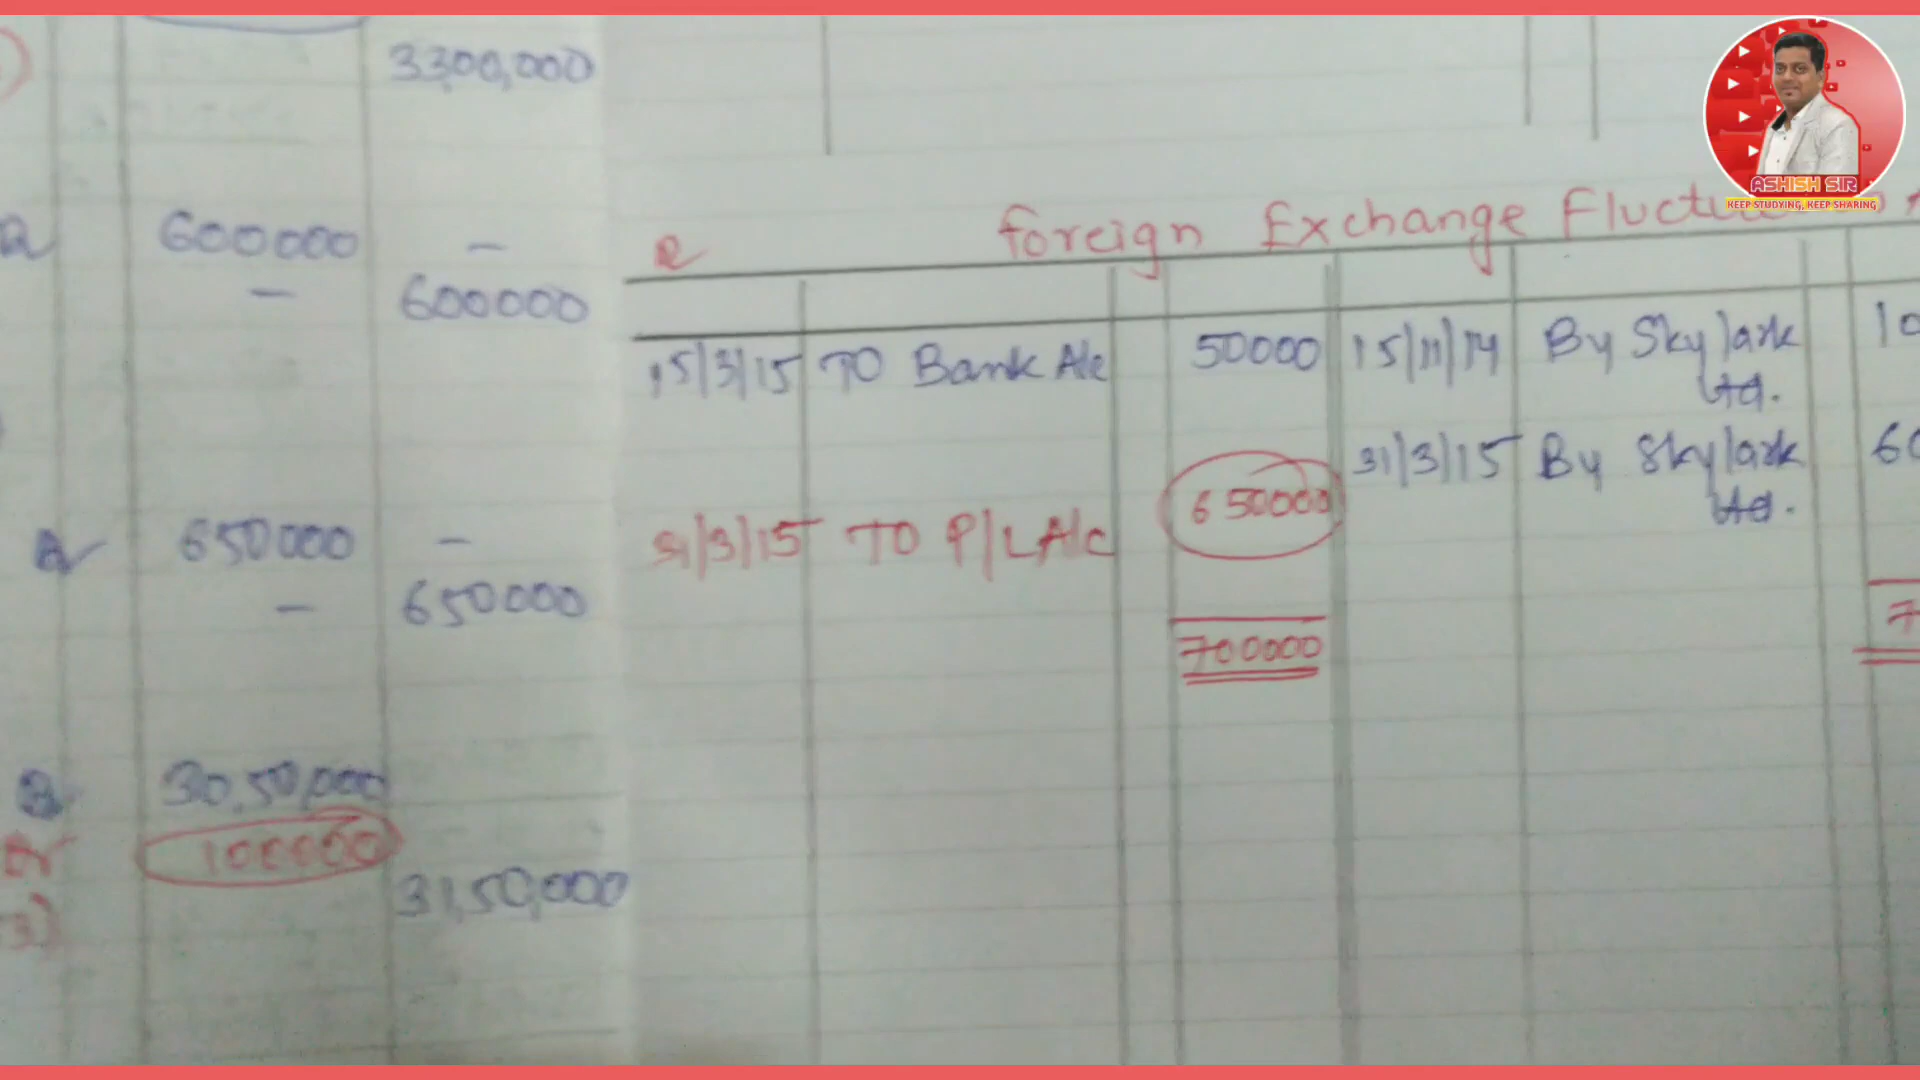 3300,000
600000 -
- 600000
650000 -
- 650000
30,50,000
100000
31,50,000
foreign Exchange
15/3/15 TO Bank A/c 50000 15/11/14 By Skylark Ltd.
31/3/15 By Skylark Ltd.
31/3/15 TO P/L A/c 650000
700000
ASHISH SIR
KEEP STUDYING, KEEP SHARING